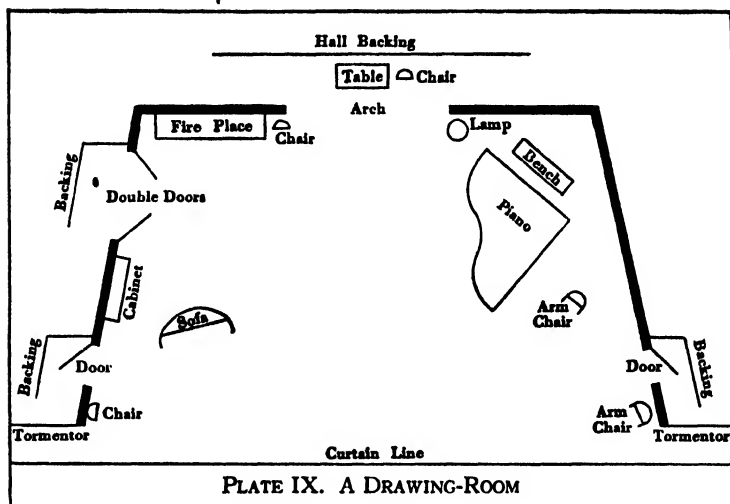 Hall Backing
Table
Chair
Arch
Fire Place
Chair
Lamp
Backing
Bench
Double Doors
Piano
Cabinet
Sofa
Arm
Chair
Backing
Door
Door
Backing
Chair
Arm
Chair
Tormentor
Tormentor
Curtain Line
PLATE IX. A DRAWING-ROOM